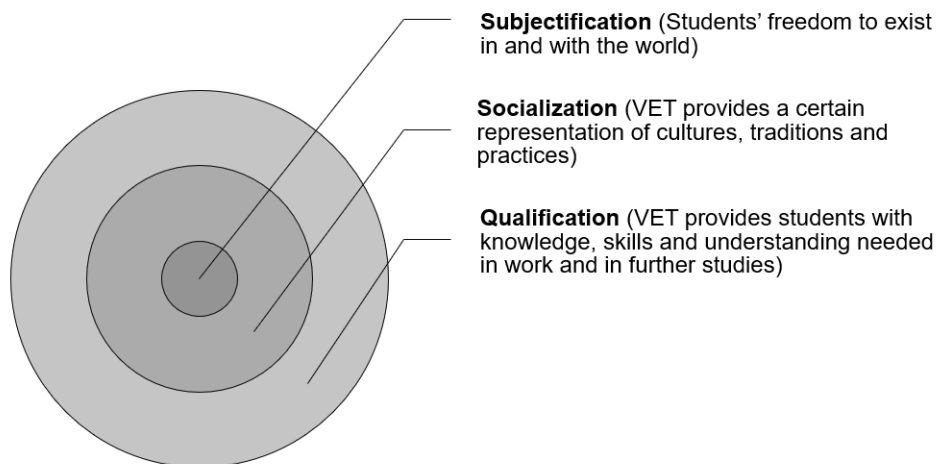 Subjectification (Students’ freedom to exist
in and with the world)
Socialization (VET provides a certain
representation of cultures, traditions and
practices)
Qualification (VET provides students with
knowledge, skills and understanding needed
in work and in further studies)